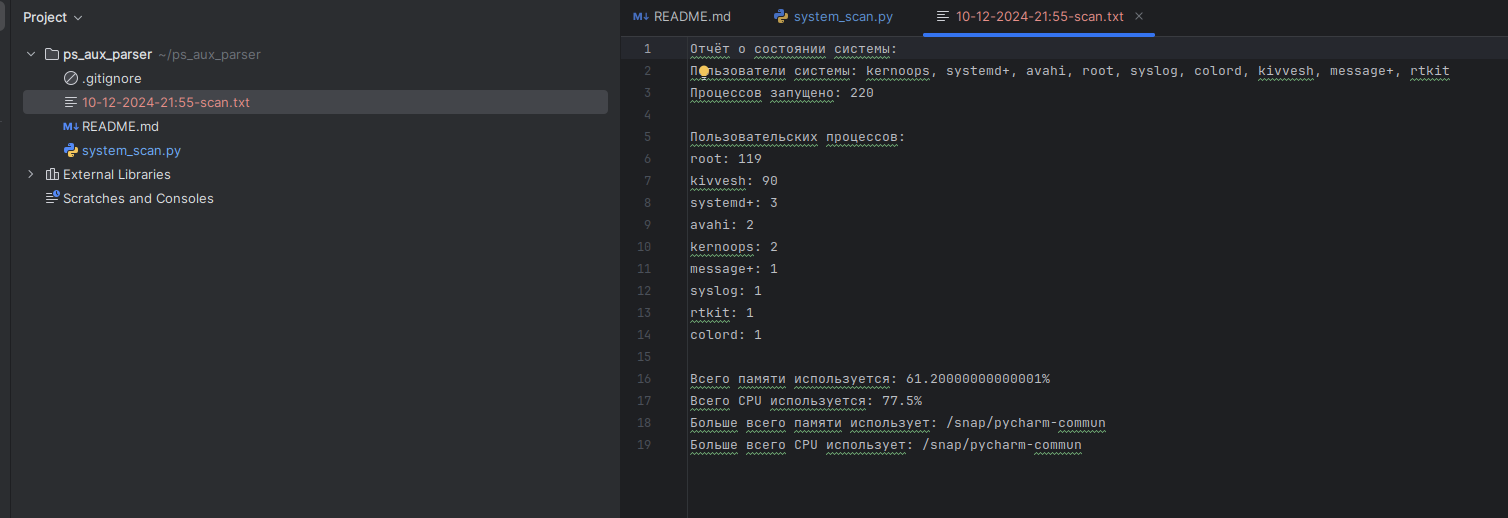 Project
ps_aux_parser ~/ps_aux_parser
.gitignore
10-12-2024-21:55-scan.txt
README.md
system_scan.py
External Libraries
Scratches and Consoles
README.md system_scan.py 10-12-2024-21:55-scan.txt
1 Отчёт о состоянии системы:
2 Пользователи системы: kernoops, systemd+, avahi, root, syslog, colord, kivvesh, message+, rtkit
3 Процессов запущено: 220
4
5 Пользовательских процессов:
6 root: 119
7 kivvesh: 90
8 systemd+: 3
9 avahi: 2
10 kernoops: 2
11 message+: 1
12 syslog: 1
13 rtkit: 1
14 colord: 1
15
16 Всего памяти используется: 61.20000000000001%
17 Всего CPU используется: 77.5%
18 Больше всего памяти использует: /snap/pycharm-commun
19 Больше всего CPU использует: /snap/pycharm-commun